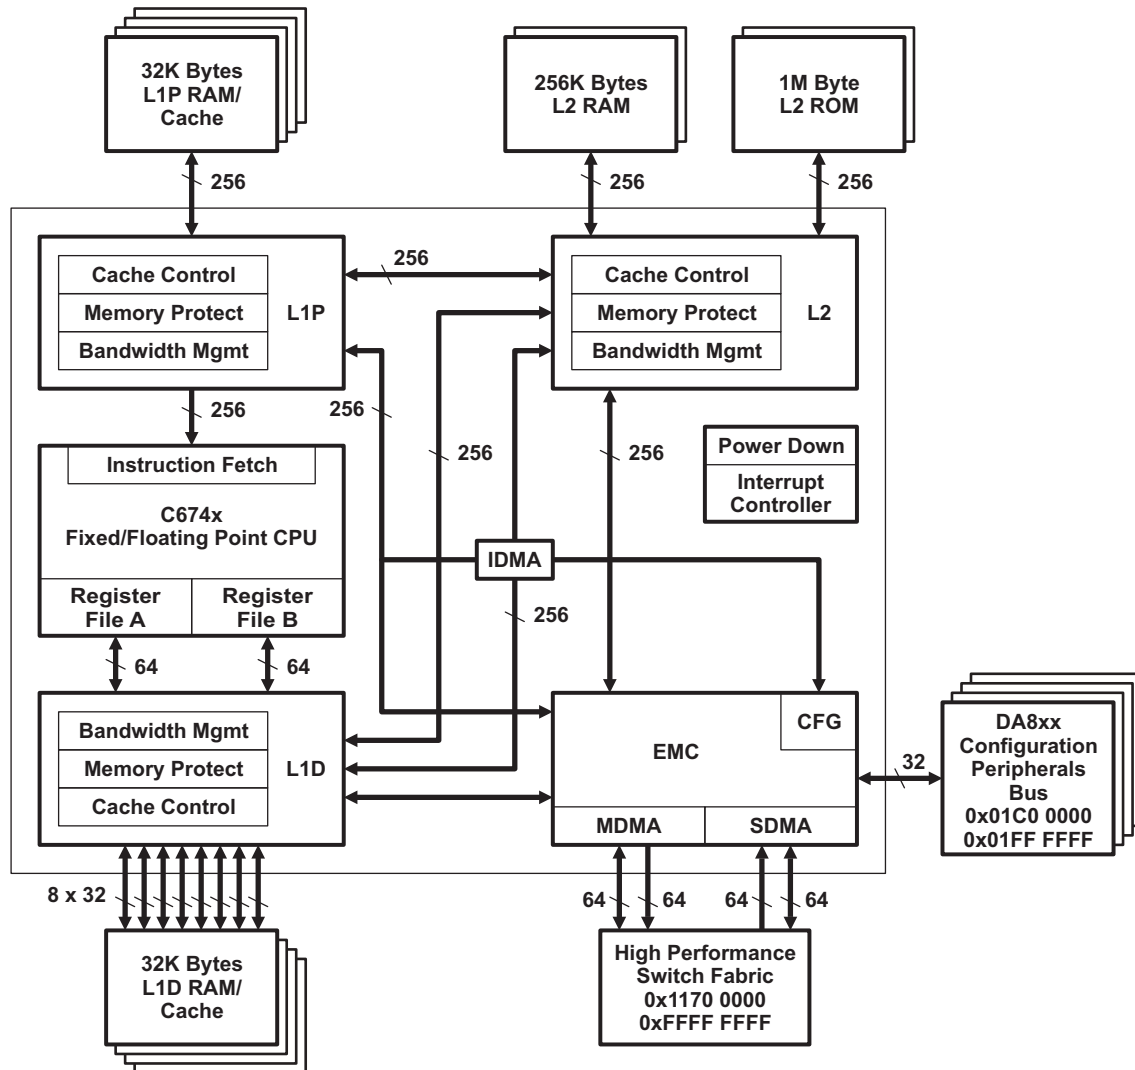 32K Bytes
L1P RAM/
Cache
256K Bytes
L2 RAM
1M Byte
L2 ROM
256
256
256
Cache Control
Memory Protect
Bandwidth Mgmt
L1P
256
Cache Control
Memory Protect
Bandwidth Mgmt
L2
256
256
256
256
Power Down
Interrupt
Controller
Instruction Fetch
C674x
Fixed/Floating Point CPU
Register
File A
Register
File B
IDMA
256
64
64
Bandwidth Mgmt
Memory Protect
Cache Control
L1D
EMC
CFG
MDMA
SDMA
32
DA8xx
Configuration
Peripherals
Bus
0x01C0 0000
0x01FF FFFF
8 x 32
64
64
64
64
32K Bytes
L1D RAM/
Cache
High Performance
Switch Fabric
0x1170 0000
0xFFFF FFFF